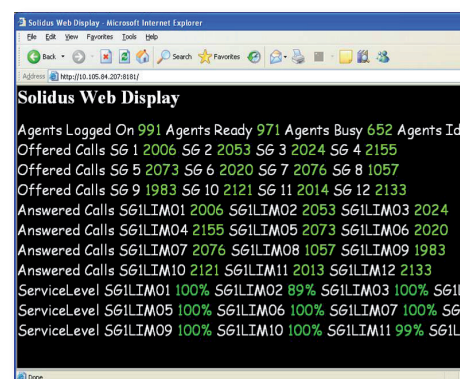 Solidus Web Display - Microsoft Internet Explorer
File Edit View Favorites Tools Help
Back Search Favorites
Address http://10.105.84.207:8181/
Solidus Web Display
Agents Logged On 991 Agents Ready 971 Agents Busy 652 Agents Id
Offered Calls SG 1 2006 SG 2 2053 SG 3 2024 SG 4 2155
Offered Calls SG 5 2073 SG 6 2020 SG 7 2076 SG 8 1057
Offered Calls SG 9 1983 SG 10 2121 SG 11 2014 SG 12 2133
Answered Calls SG1LIM01 2006 SG1LIM02 2053 SG1LIM03 2024
Answered Calls SG1LIM04 2155 SG1LIM05 2073 SG1LIM06 2020
Answered Calls SG1LIM07 2076 SG1LIM08 1057 SG1LIM09 1983
Answered Calls SG1LIM10 2121 SG1LIM11 2013 SG1LIM12 2133
ServiceLevel SG1LIM01 100% SG1LIM02 89% SG1LIM03 100% SG1L
ServiceLevel SG1LIM05 100% SG1LIM06 100% SG1LIM07 100% SG
ServiceLevel SG1LIM09 100% SG1LIM10 100% SG1LIM11 99% SG1L
Done